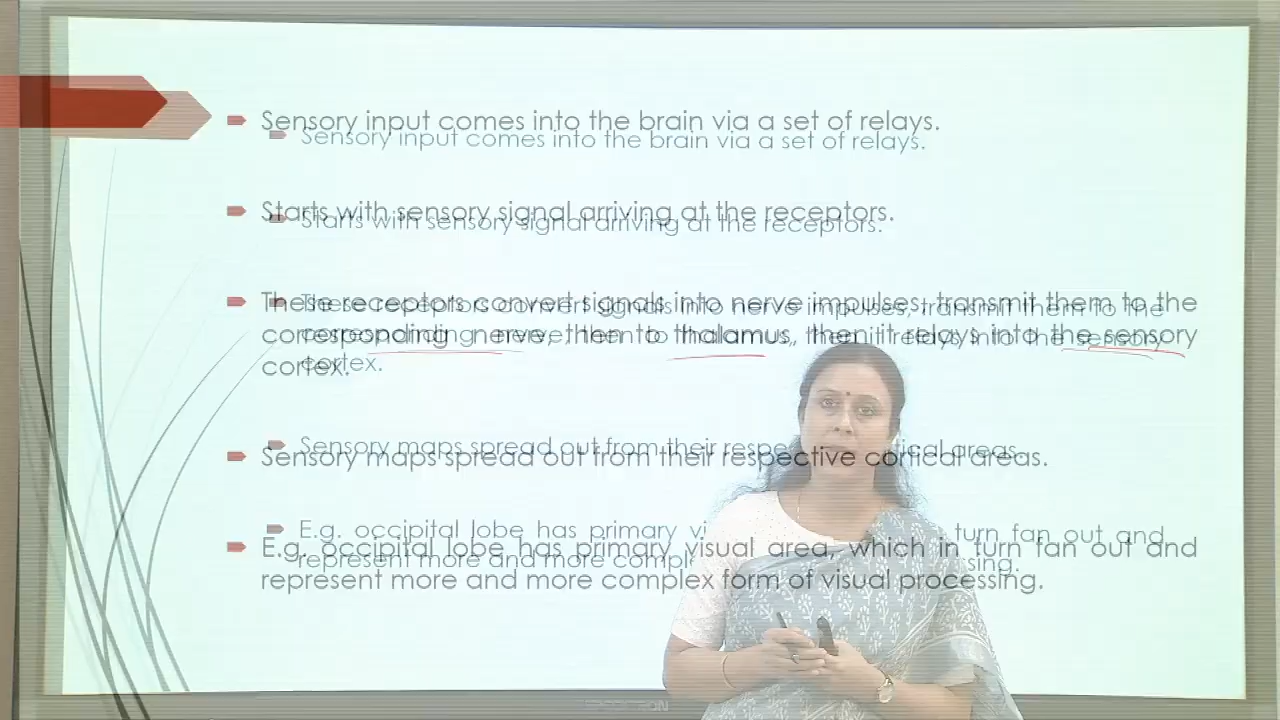 Sensory input comes into the brain via a set of relays.
Starts with sensory signal arriving at the receptors.
These receptors convert signals into nerve impulses, transmit them to the
corresponding nerve, then to thalamus, then it relays into the sensory
cortex.
Sensory maps spread out from their respective cortical areas.
E.g. occipital lobe has primary visual area, which in turn fan out and
represent more and more complex form of visual processing.